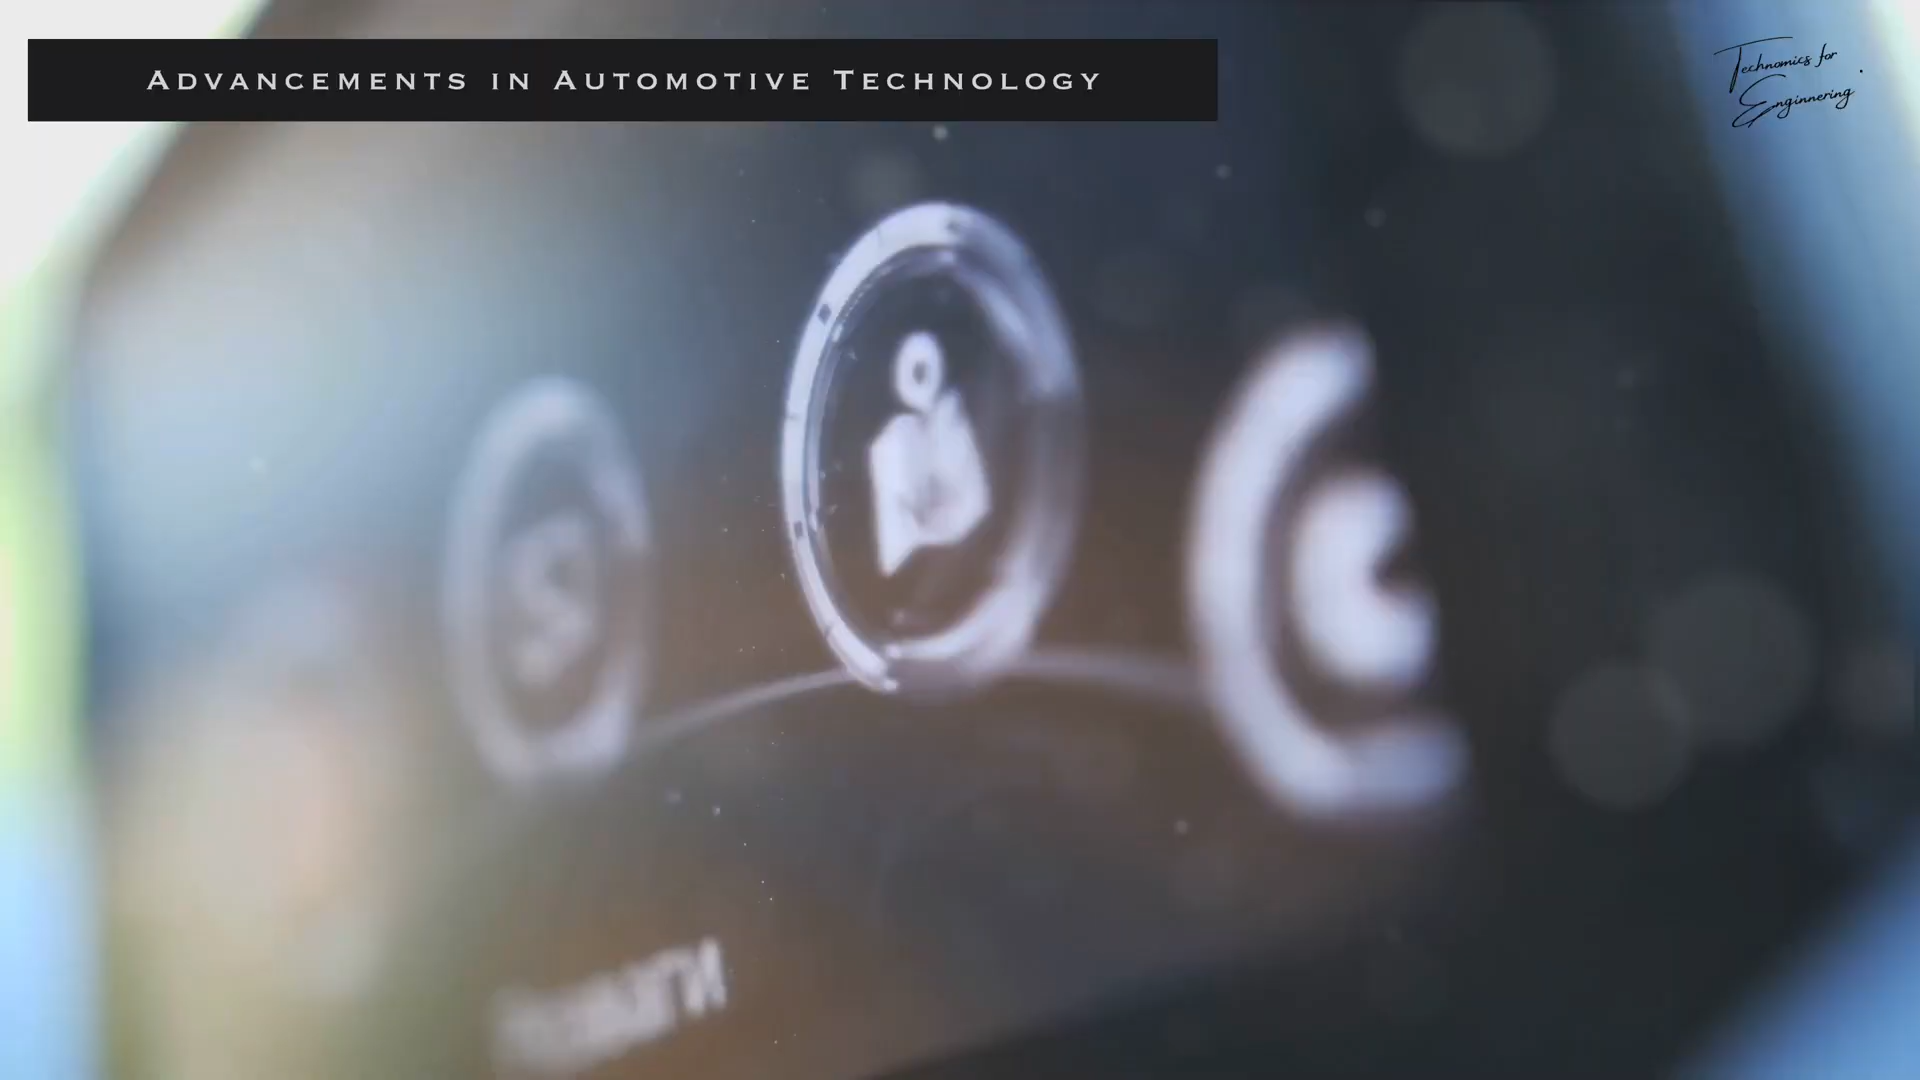 Advancements in Automotive Technology
Technomics for
Enginnering.